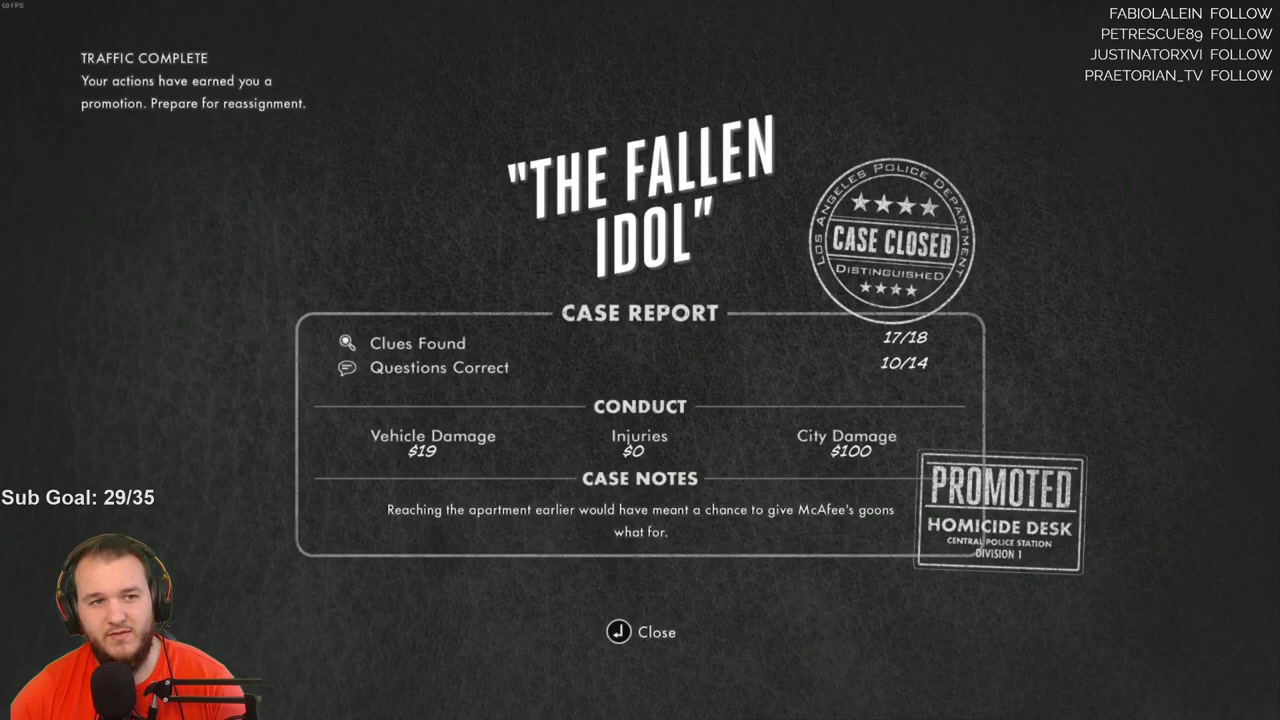 60 FPS
FABIOLALEIN FOLLOW
PETRESCUE89 FOLLOW
JUSTINATORXVI FOLLOW
PRAETORIAN_TV FOLLOW
TRAFFIC COMPLETE
Your actions have earned you a
promotion. Prepare for reassignment.
"THE FALLEN
IDOL"
LOS ANGELES POLICE DEPARTMENT
CASE CLOSED
DISTINGUISHED
CASE REPORT
Clues Found 17/18
Questions Correct 10/14
CONDUCT
Vehicle Damage Injuries City Damage
$19 $0 $100
CASE NOTES
Reaching the apartment earlier would have meant a chance to give McAfee's goons
what for.
PROMOTED
HOMICIDE DESK
CENTRAL POLICE STATION
DIVISION 1
Sub Goal: 29/35
Close